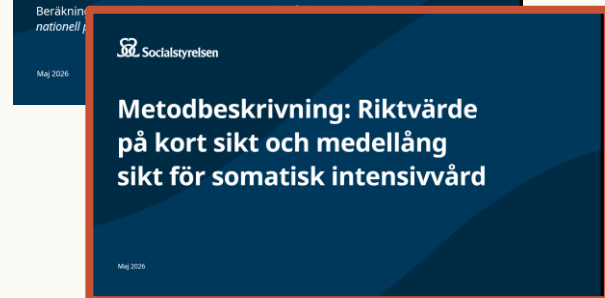 Beräkning
nationell
Maj 2026
Socialstyrelsen
Metodbeskrivning: Riktvärde
på kort sikt och medellång
sikt för somatisk intensivvård
Maj 2026